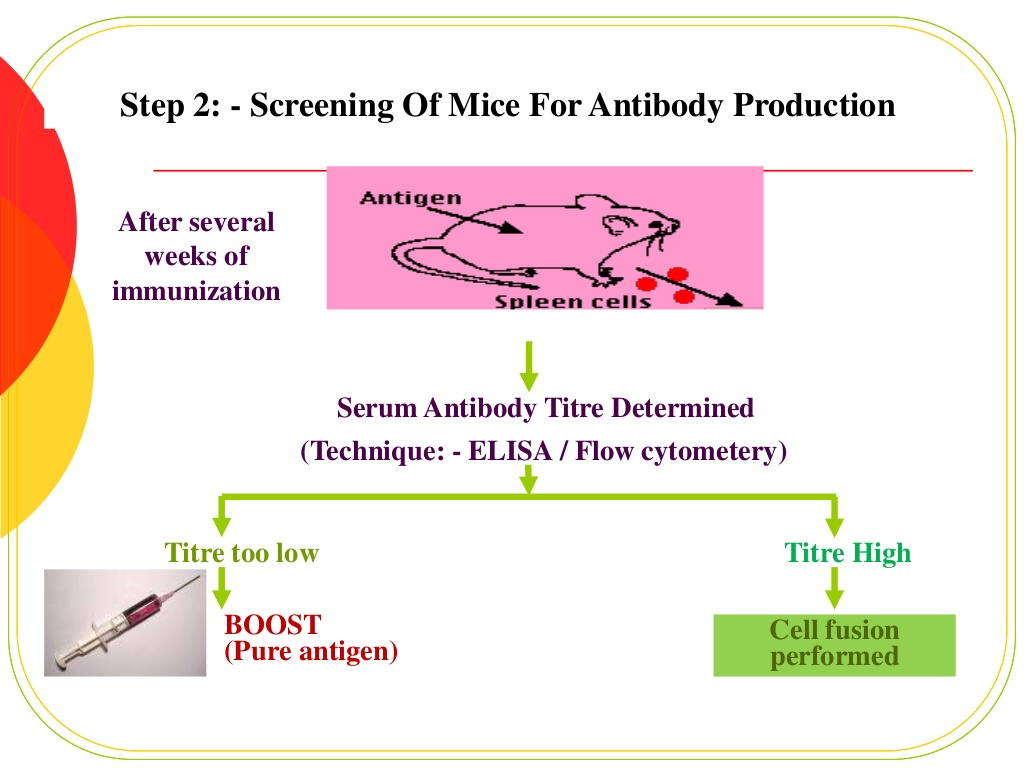 Step 2: - Screening Of Mice For Antibody Production
After several
weeks of
immunization
Antigen
Spleen cells
Serum Antibody Titre Determined
(Technique: - ELISA / Flow cytometery)
Titre too low
Titre High
BOOST
(Pure antigen)
Cell fusion
performed